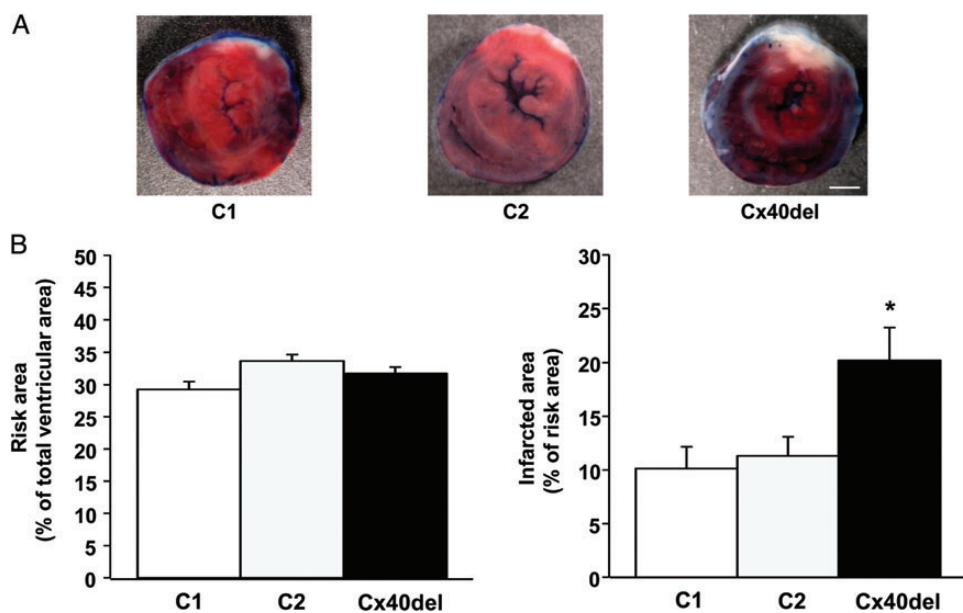 A
C1
C2
Cx40del
B
Risk area
(% of total ventricular area)
50
45
40
35
30
25
20
15
10
5
0
C1
C2
Cx40del
Infarcted area
(% of risk area)
30
25
20
15
10
5
0
*
C1
C2
Cx40del